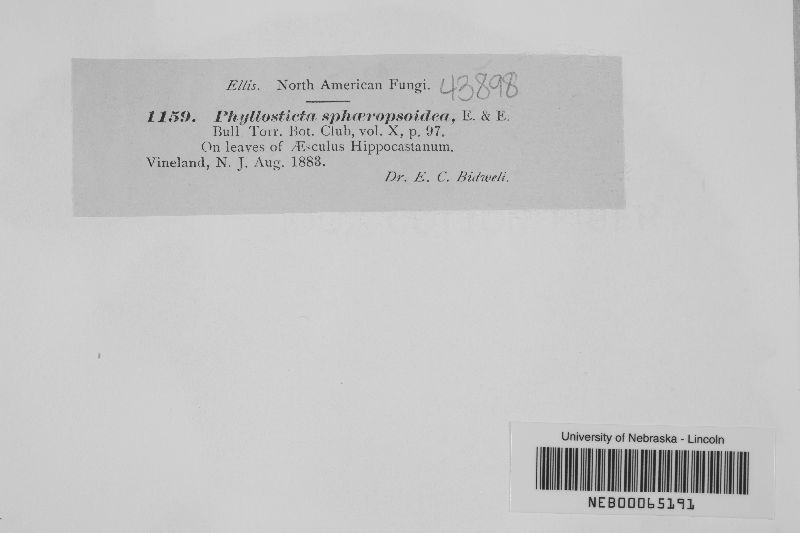 Ellis. North American Fungi. 43898
1159. Phyllosticta sphæropsoidea, E. & E.
Bull Torr. Bot. Club, vol. X, p. 97.
On leaves of Æsculus Hippocastanum.
Vineland, N. J. Aug. 1883.
Dr. E. C. Bidwell.
University of Nebraska - Lincoln
NEB00065191